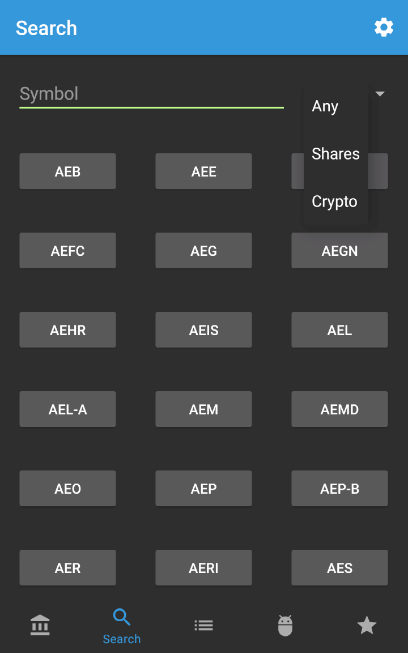 Search
Symbol
Any
Shares
Crypto
AEB
AEE
AEFC
AEG
AEGN
AEHR
AEIS
AEL
AEL-A
AEM
AEMD
AEO
AEP
AEP-B
AER
AERI
AES
Search